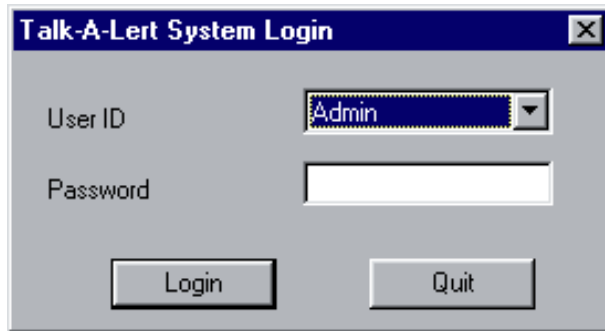 Talk-A-Lert System Login
User ID
Admin
Password
Login
Quit